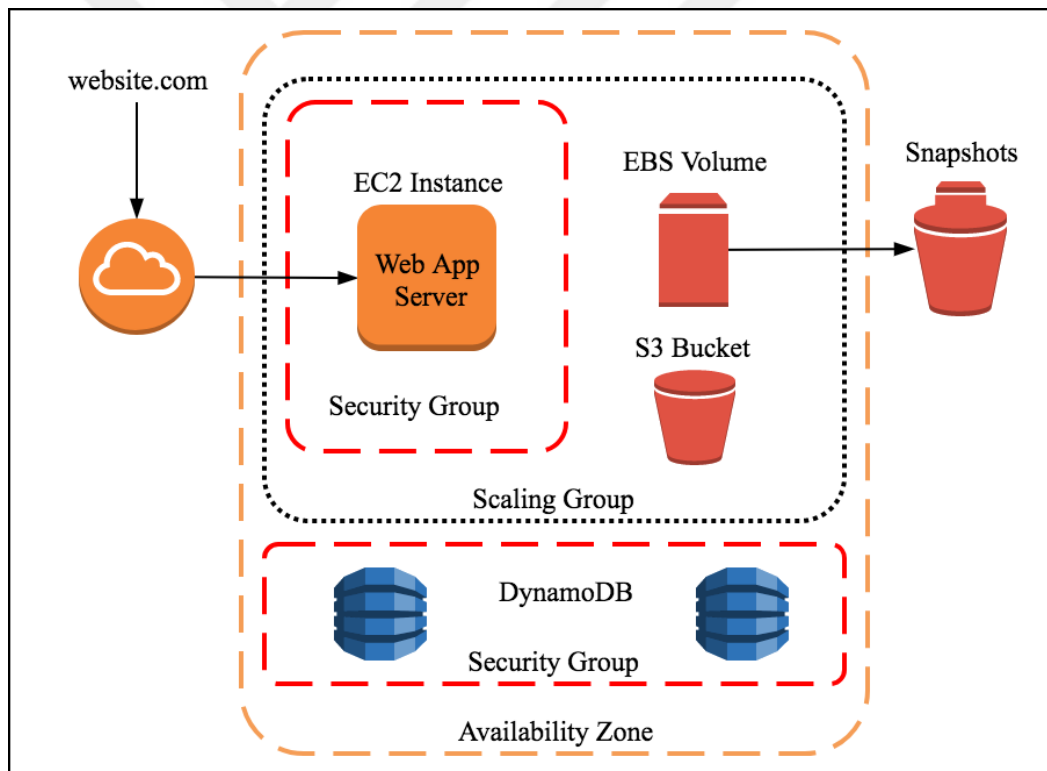 website.com
EC2 Instance
Web App
Server
Security Group
EBS Volume
S3 Bucket
Scaling Group
Snapshots
DynamoDB
Security Group
Availability Zone